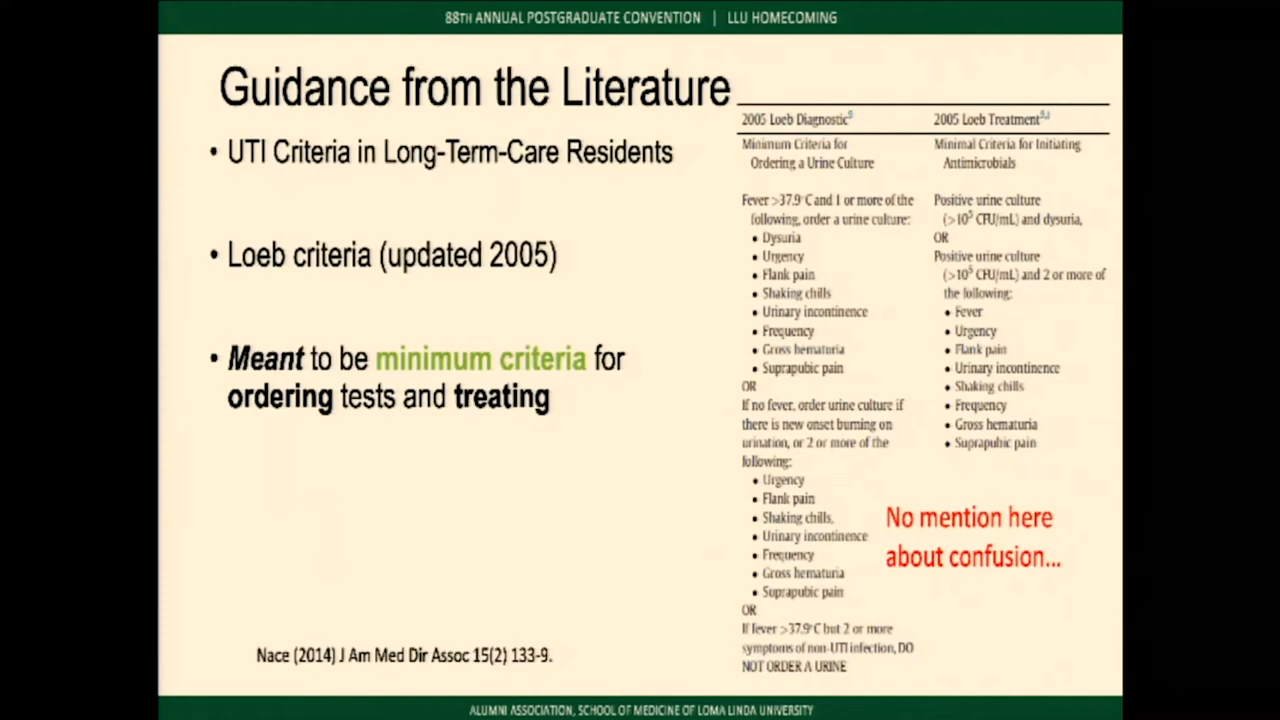 88TH ANNUAL POSTGRADUATE CONVENTION | LLU HOMECOMING
Guidance from the Literature
• UTI Criteria in Long-Term-Care Residents
• Loeb criteria (updated 2005)
• Meant to be minimum criteria for
ordering tests and treating
Nace (2014) J Am Med Dir Assoc 15(2) 133-9.
2005 Loeb Diagnostic9
Minimum Criteria for
Ordering a Urine Culture
Fever >37.9°C and 1 or more of the
following, order a urine culture:
• Dysuria
• Urgency
• Flank pain
• Shaking chills
• Urinary incontinence
• Frequency
• Gross hematuria
• Suprapubic pain
OR
If no fever, order urine culture if
there is new onset burning on
urination, or 2 or more of the
following:
• Urgency
• Flank pain
• Shaking chills,
• Urinary incontinence
• Frequency
• Gross hematuria
• Suprapubic pain
OR
If fever >37.9°C but 2 or more
symptoms of non-UTI infection, DO
NOT ORDER A URINE
2005 Loeb Treatment
Minimal Criteria for Initiating
Antimicrobials
Positive urine culture
(>10⁵ CFU/mL) and dysuria,
OR
Positive urine culture
(>10⁵ CFU/mL) and 2 or more of
the following:
• Fever
• Urgency
• Flank pain
• Urinary incontinence
• Shaking chills
• Frequency
• Gross hematuria
• Suprapubic pain
No mention here
about confusion...
ALUMNI ASSOCIATION, SCHOOL OF MEDICINE OF LOMA LINDA UNIVERSITY